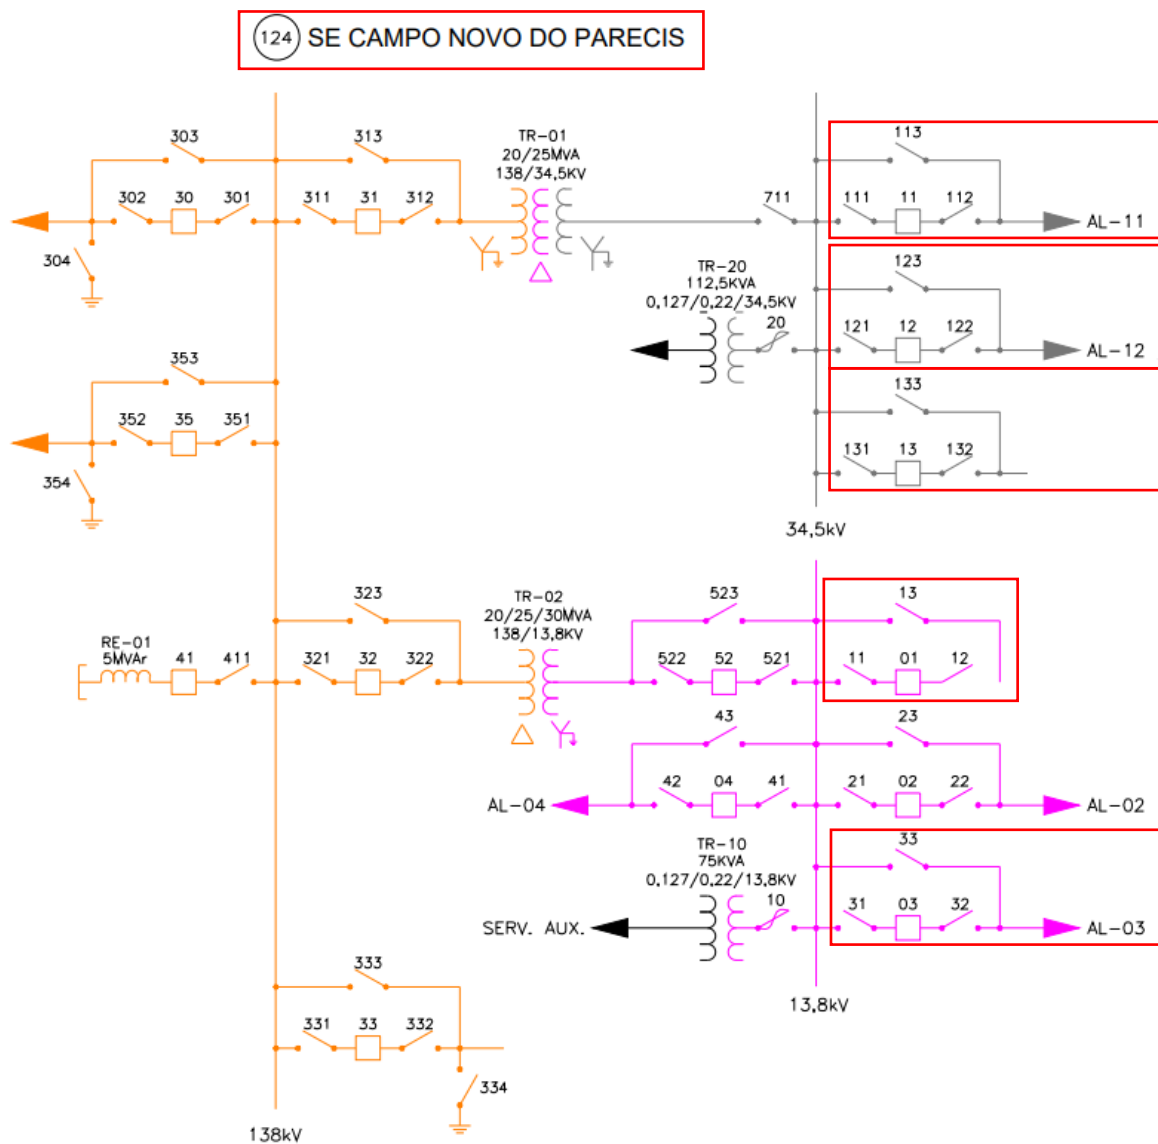 124 SE CAMPO NOVO DO PARECIS
303
313
TR-01
20/25MVA
138/34,5KV
113
302 30 301
311 31 312
711
111 11 112
AL-11
304
TR-20
112,5KVA
0,127/0,22/34,5KV
20
123
121 12 122
AL-12
353
352 35 351
354
133
131 13 132
34,5kV
323
TR-02
20/25/30MVA
138/13,8KV
523
13
RE-01
5MVAr
41 411
321 32 322
522 52 521
11 01 12
43
23
AL-04
42 04 41
21 02 22
AL-02
TR-10
75KVA
0,127/0,22/13,8KV
10
33
SERV. AUX.
31 03 32
AL-03
333
331 33 332
13,8kV
334
138kV